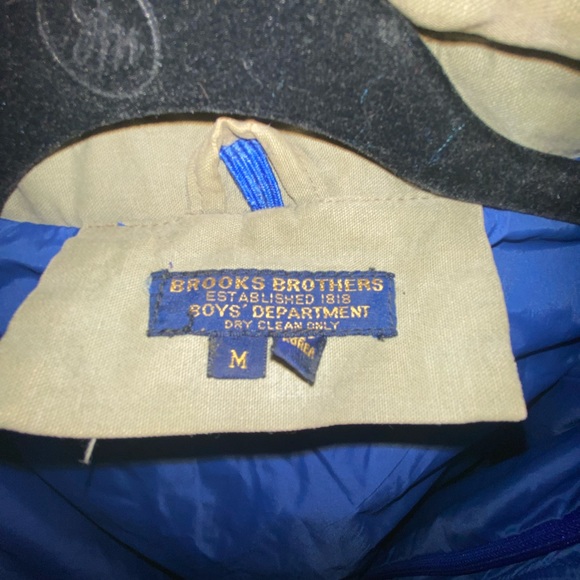 BROOKS BROTHERS
ESTABLISHED 1818
BOYS' DEPARTMENT
DRY CLEAN ONLY
M
KOREA